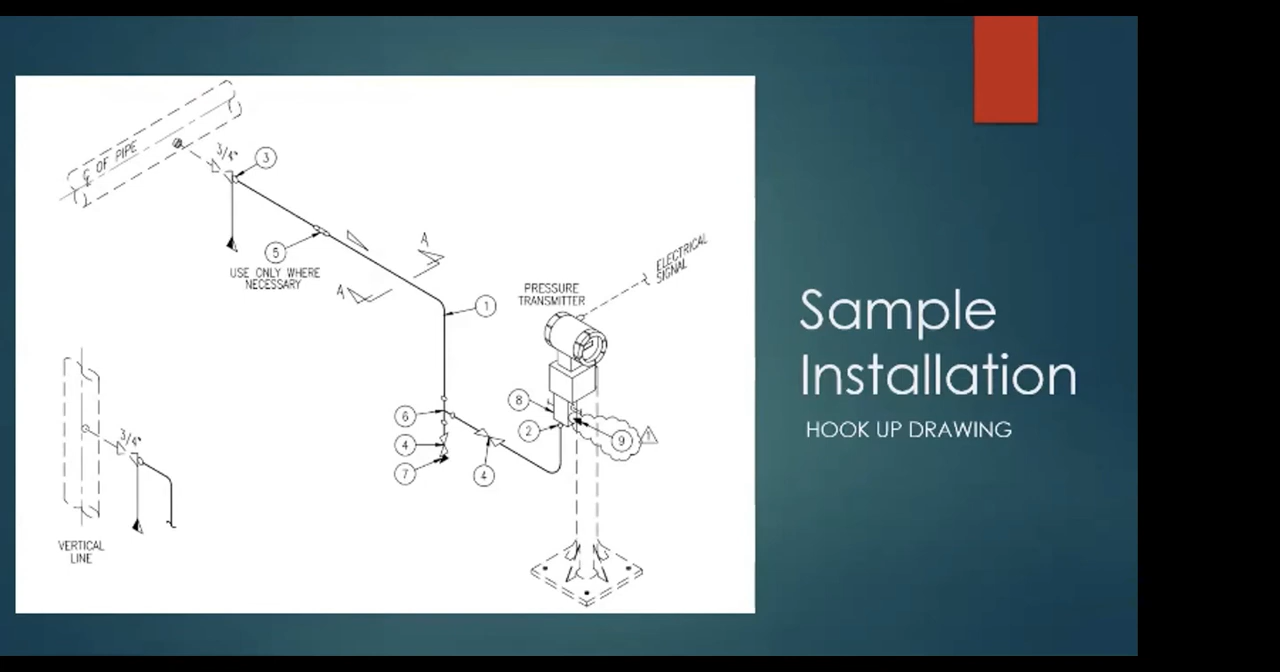 ℄ OF PIPE
3/4"
3
5
USE ONLY WHERE
NECESSARY
A
A
1
PRESSURE
TRANSMITTER
ELECTRICAL
SIGNAL
6
4
7
4
8
2
9
1
3/4"
VERTICAL
LINE
Sample
Installation
HOOK UP DRAWING